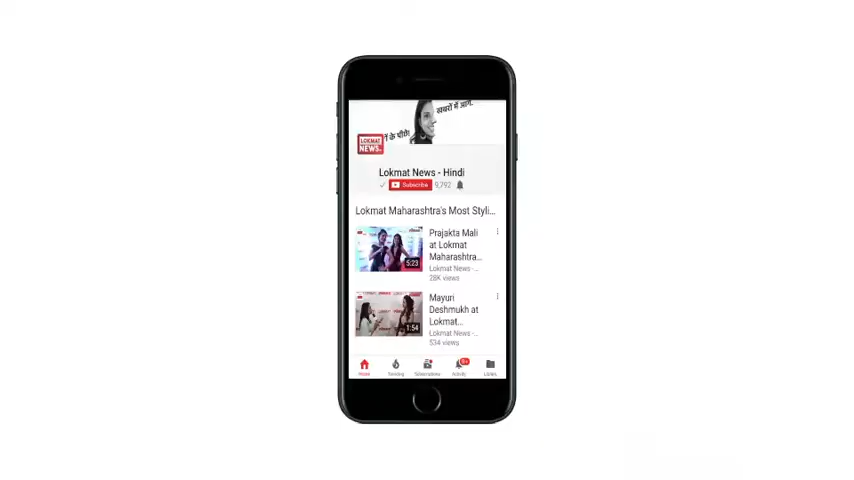 खबरों में आगे,
ों के पीछे!
LOKMAT
NEWS
Lokmat News - Hindi
Subscribe 9,792
Lokmat Maharashtra's Most Styli...
Prajakta Mali
at Lokmat
Maharashtra...
Lokmat News -...
28K views
5:23
Mayuri
Deshmukh at
Lokmat...
Lokmat News -...
534 views
1:54
Home Trending Subscriptions Activity Library